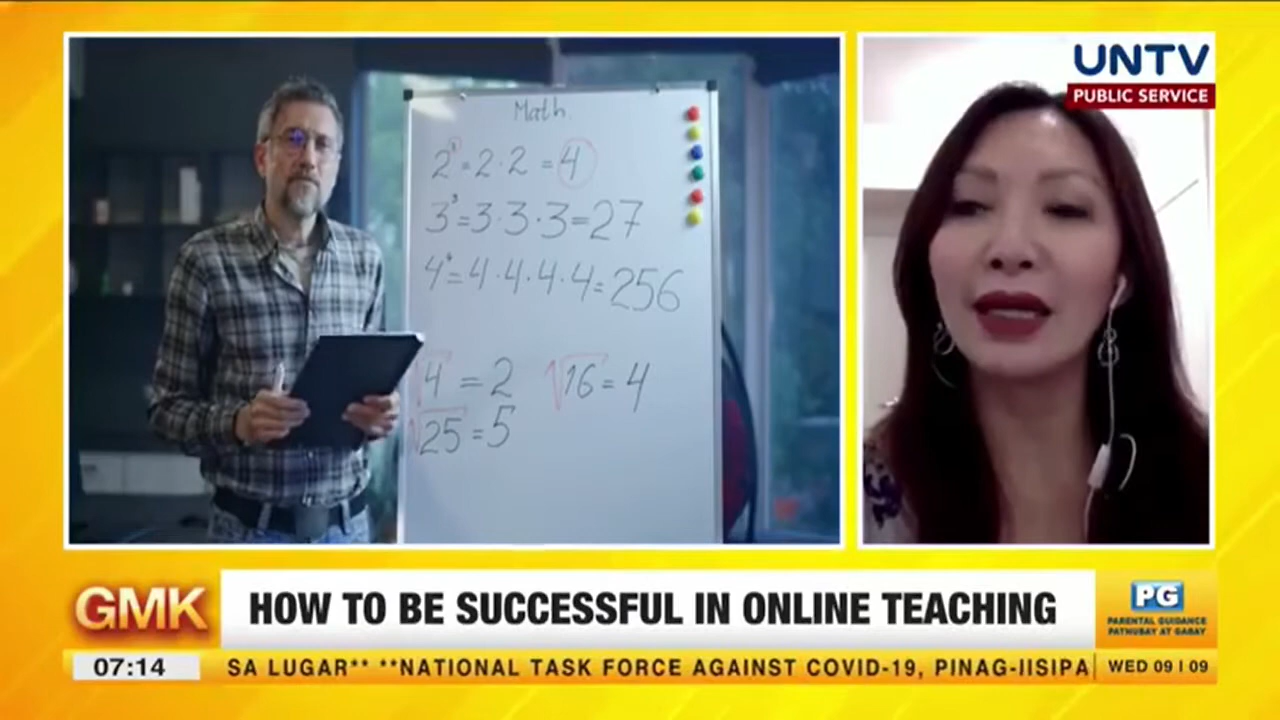 UNTV
PUBLIC SERVICE
Math.
2² = 2 · 2 = 4
3³ = 3 · 3 · 3 = 27
4⁴ = 4 · 4 · 4 · 4 = 256
√4 = 2 √16 = 4
√25 = 5
GMK
HOW TO BE SUCCESSFUL IN ONLINE TEACHING
PG
PARENTAL GUIDANCE
PATNUBAY AT GABAY
07:14
SA LUGAR** **NATIONAL TASK FORCE AGAINST COVID-19, PINAG-IISIPA
WED 09 | 09